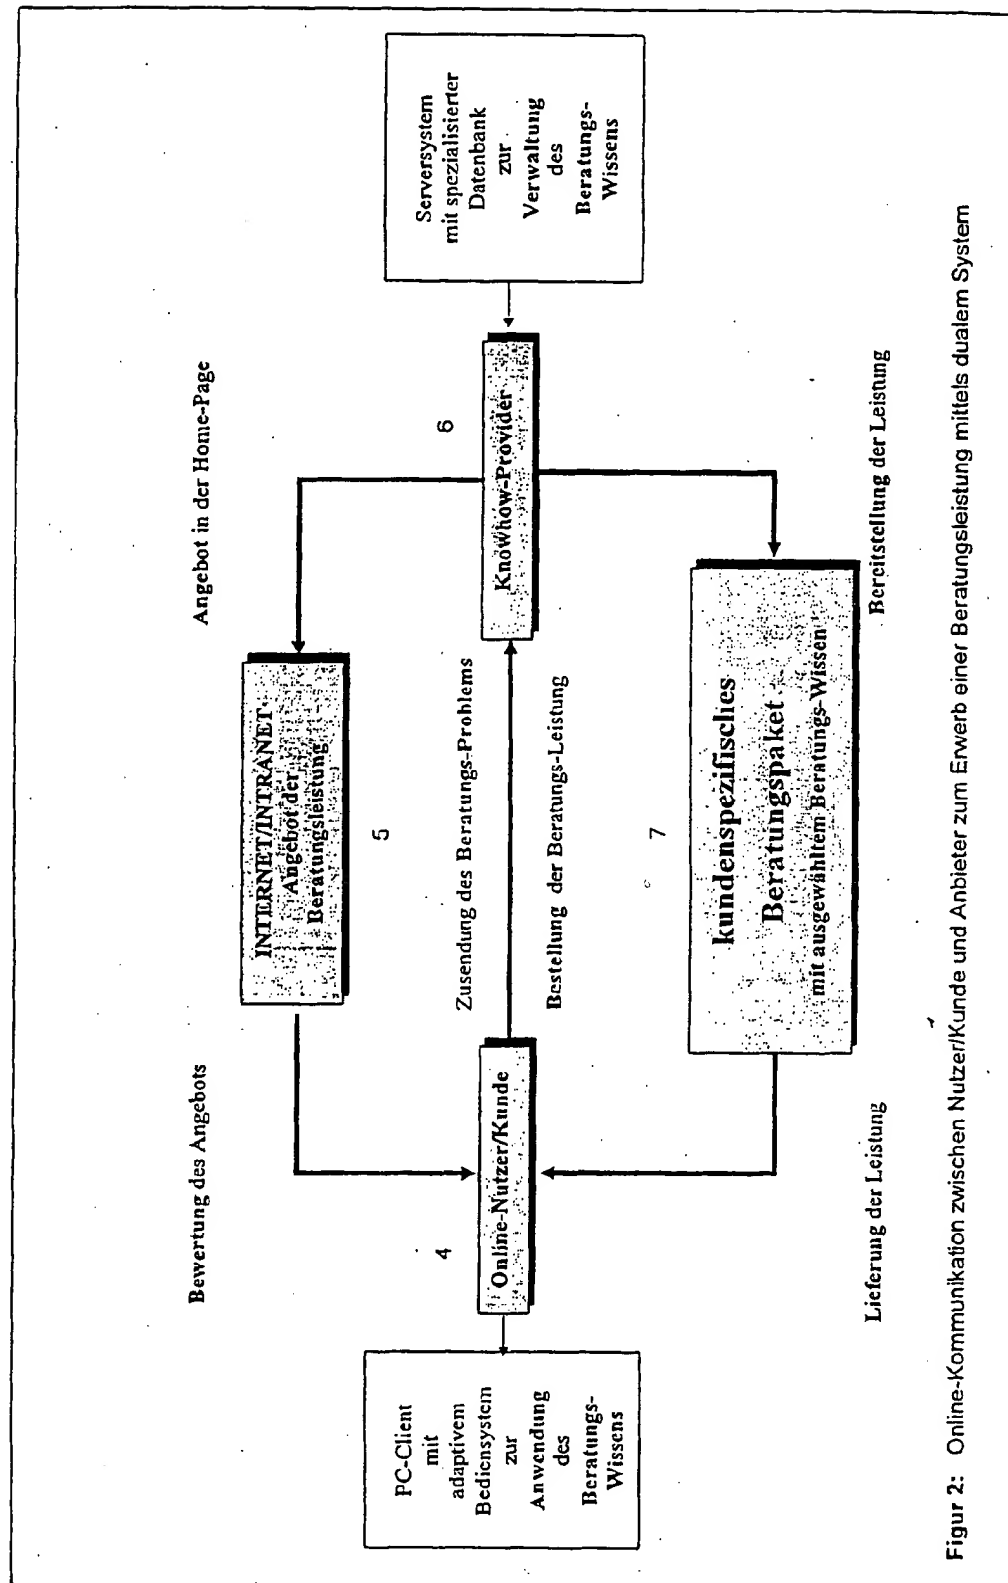 Bewertung des Angebots
Angebot in der Home-Page
INTERNET/INTRANET
Angebot der
Beratungsleistung
5
PC-Client
mit
adaptivem
Bediensystem
zur
Anwendung
des
Beratungs-
Wissens
4
Online-Nutzer/Kunde
Zusendung des Beratungs-Problems
Bestellung der Beratungs-Leistung
6
Knowhow-Provider
Serversystem
mit spezialisierter
Datenbank
zur
Verwaltung
des
Beratungs-
Wissens
7
kundenspezifisches
Beratungspaket
mit ausgewähltem Beratungs-Wissen
Lieferung der Leistung
Bereitstellung der Leistung
Figur 2: Online-Kommunikation zwischen Nutzer/Kunde und Anbieter zum Erwerb einer Beratungsleistung mittels dualem System